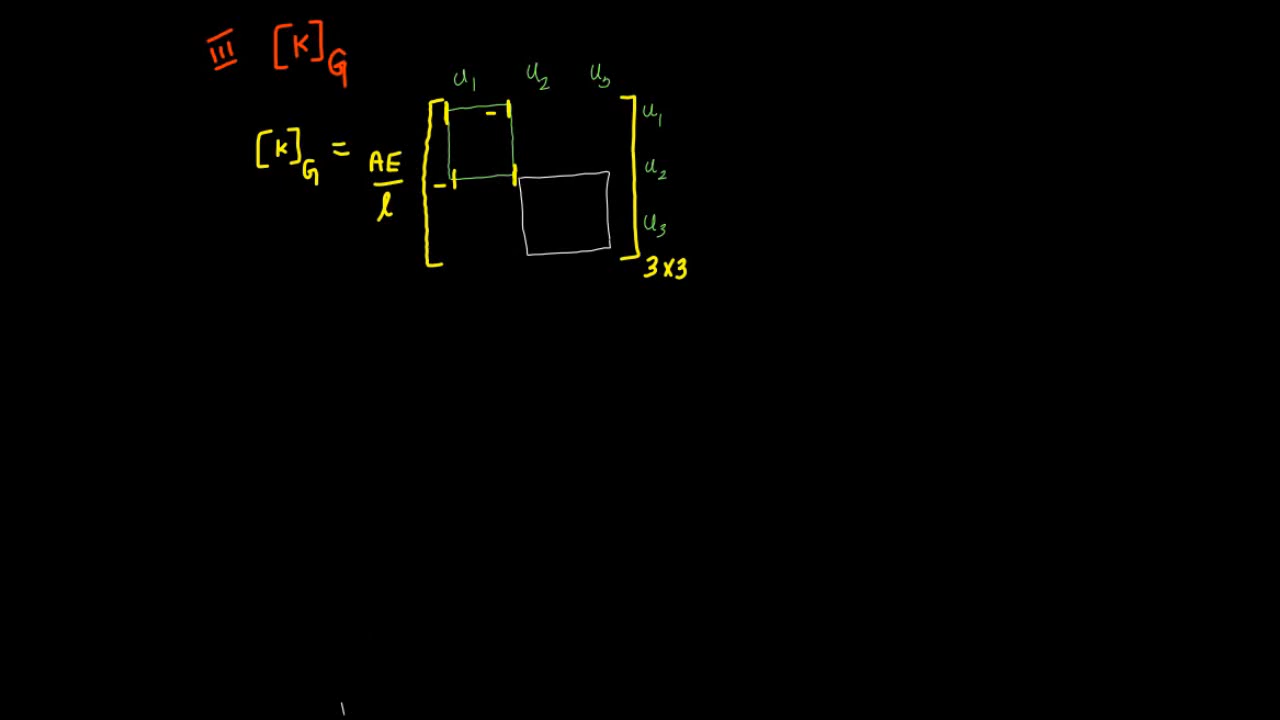 III [K]G
u1 u2 u3
[K]G = AE/l [ 1 -1 u1
-1 1 u2
u3
]3x3